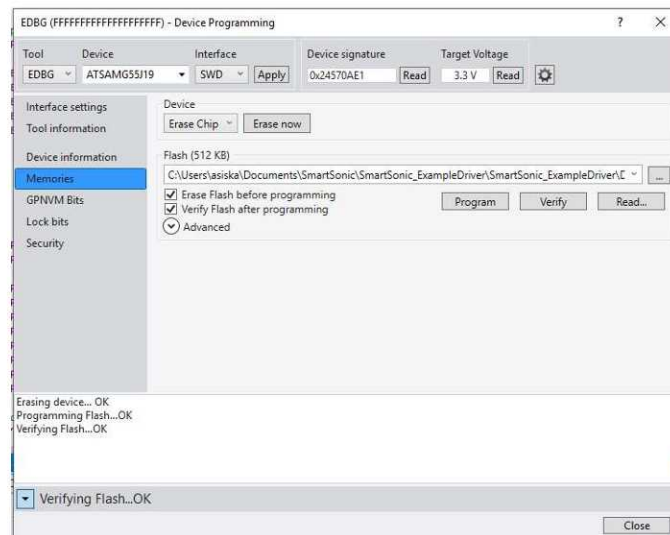 EDBG (FFFFFFFFFFFFFFFFFFFF) - Device Programming ? ×
Tool Device Interface Device signature Target Voltage
EDBG ATSAMG55J19 SWD Apply 0x24570AE1 Read 3.3 V Read
Interface settings
Tool information
Device information
Memories
GPNVM Bits
Lock bits
Security
Device
Erase Chip Erase now
Flash (512 KB)
C:\Users\asiska\Documents\SmartSonic\SmartSonic_ExampleDriver\SmartSonic_ExampleDriver\[ ...
Erase Flash before programming
Verify Flash after programming
Program Verify Read...
Advanced
Erasing device... OK
Programming Flash...OK
Verifying Flash...OK
Verifying Flash...OK
Close